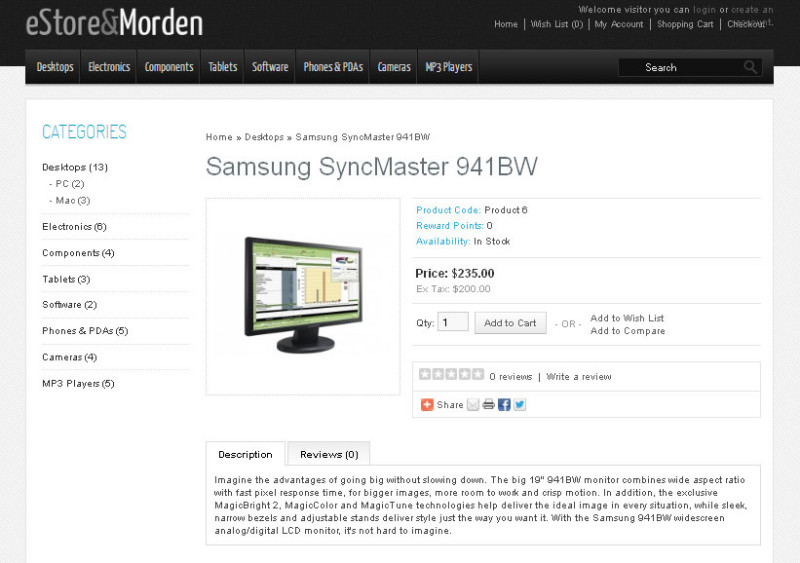 eStore&Morden
Welcome visitor you can login or create an account.
Home | Wish List (0) | My Account | Shopping Cart | Checkout
Desktops Electronics Components Tablets Software Phones & PDAs Cameras MP3 Players Search
CATEGORIES
Desktops (13)
- PC (2)
- Mac (3)
Electronics (6)
Components (4)
Tablets (3)
Software (2)
Phones & PDAs (5)
Cameras (4)
MP3 Players (5)
Home » Desktops » Samsung SyncMaster 941BW
Samsung SyncMaster 941BW
Product Code: Product 6
Reward Points: 0
Availability: In Stock
Price: $235.00
Ex Tax: $200.00
Qty: 1 Add to Cart - OR - Add to Wish List
Add to Compare
0 reviews | Write a review
Share
Description Reviews (0)
Imagine the advantages of going big without slowing down. The big 19" 941BW monitor combines wide aspect ratio
with fast pixel response time, for bigger images, more room to work and crisp motion. In addition, the exclusive
MagicBright 2, MagicColor and MagicTune technologies help deliver the ideal image in every situation, while sleek,
narrow bezels and adjustable stands deliver style just the way you want it. With the Samsung 941BW widescreen
analog/digital LCD monitor, it's not hard to imagine.